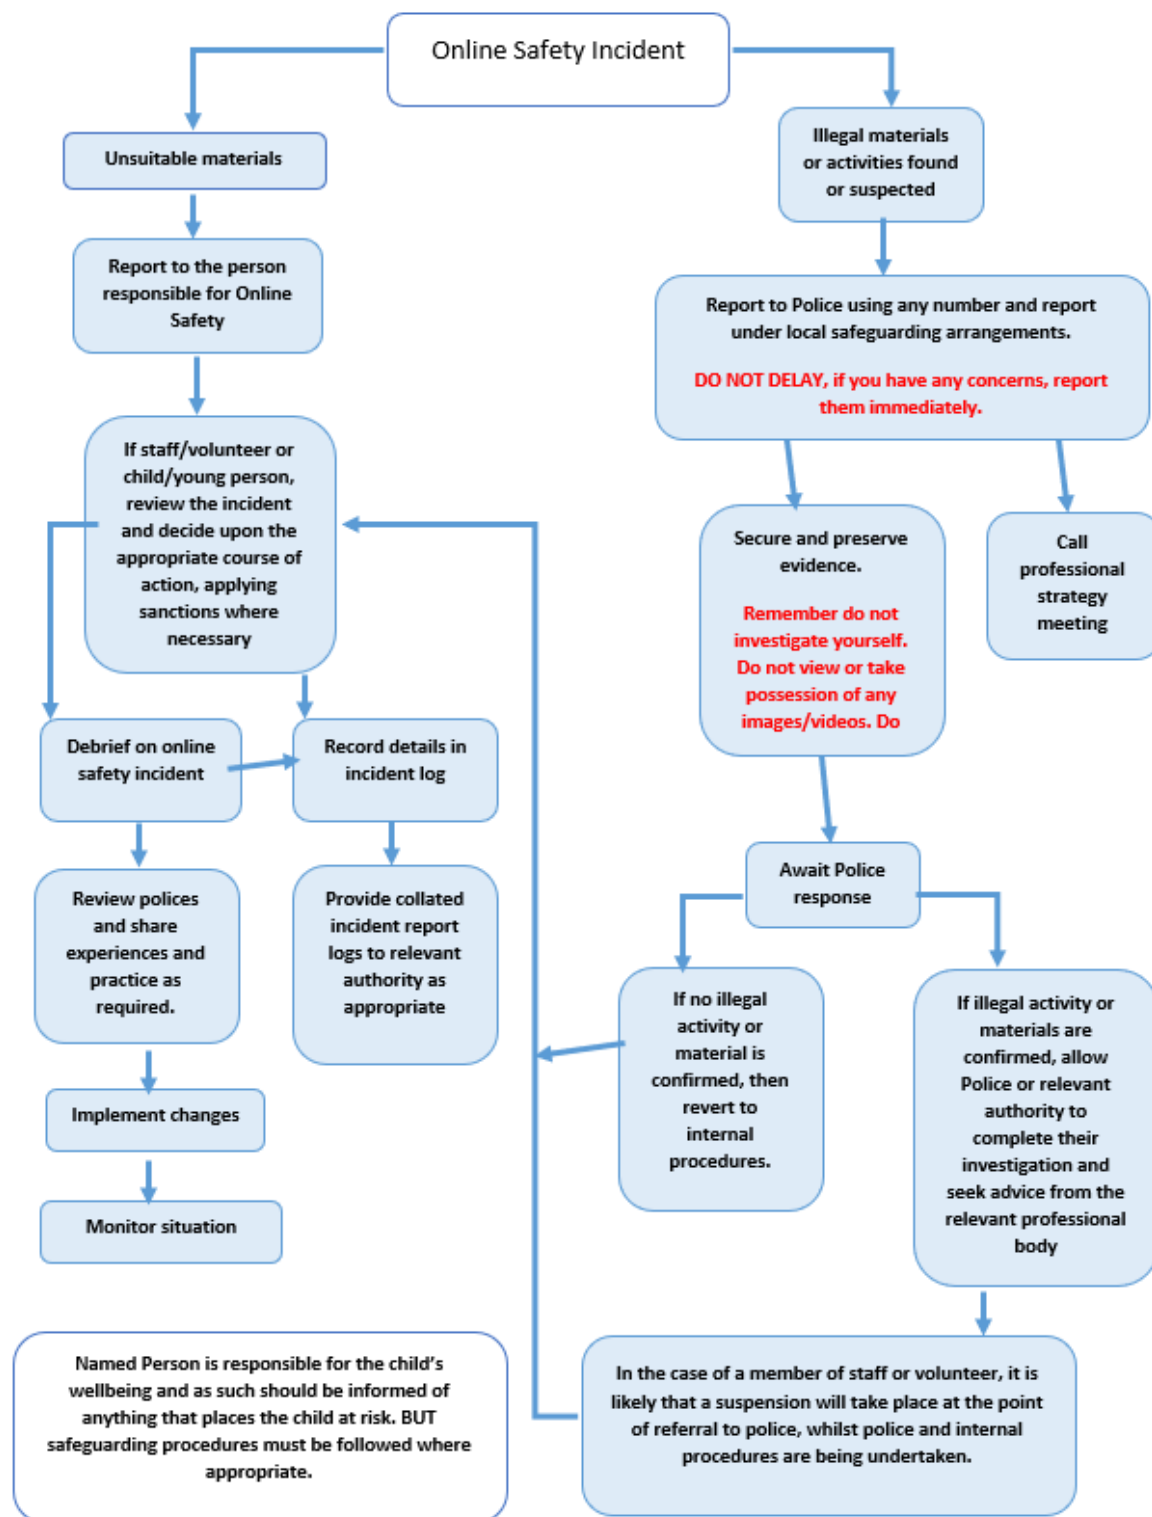 Online Safety Incident
Unsuitable materials
Report to the person
responsible for Online
Safety
If staff/volunteer or
child/young person,
review the incident
and decide upon the
appropriate course of
action, applying
sanctions where
necessary
Debrief on online
safety incident
Record details in
incident log
Review polices
and share
experiences and
practice as
required.
Provide collated
incident report
logs to relevant
authority as
appropriate
Implement changes
Monitor situation
Illegal materials
or activities found
or suspected
Report to Police using any number and report
under local safeguarding arrangements.
DO NOT DELAY, if you have any concerns, report
them immediately.
Secure and preserve
evidence.
Remember do not
investigate yourself.
Do not view or take
possession of any
images/videos. Do
Call
professional
strategy
meeting
Await Police
response
If no illegal
activity or
material is
confirmed, then
revert to
internal
procedures.
If illegal activity or
materials are
confirmed, allow
Police or relevant
authority to
complete their
investigation and
seek advice from the
relevant professional
body
In the case of a member of staff or volunteer, it is
likely that a suspension will take place at the point
of referral to police, whilst police and internal
procedures are being undertaken.
Named Person is responsible for the child's
wellbeing and as such should be informed of
anything that places the child at risk. BUT
safeguarding procedures must be followed where
appropriate.